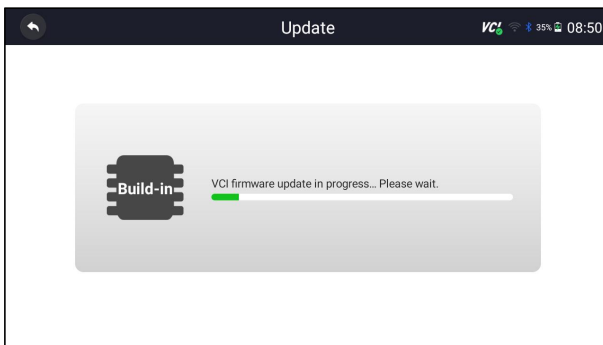 Update
VCI 35% 08:50
Build-in
VCI firmware update in progress... Please wait.